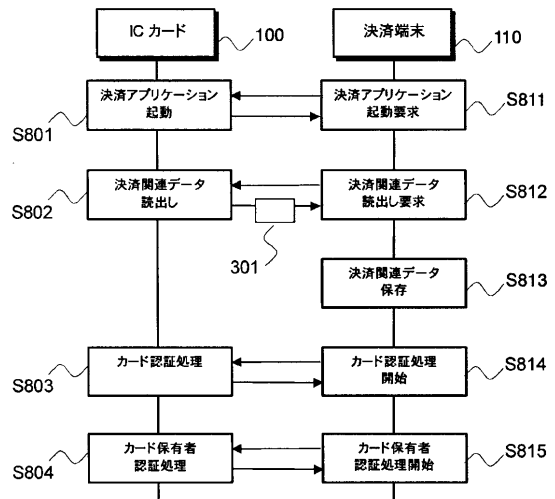 IC カード
100
決済端末
110
決済アプリケーション
起動
S801
決済アプリケーション
起動要求
S811
決済関連データ
読出し
S802
301
決済関連データ
読出し要求
S812
決済関連データ
保存
S813
カード認証処理
S803
カード認証処理
開始
S814
カード保有者
認証処理
S804
カード保有者
認証処理開始
S815